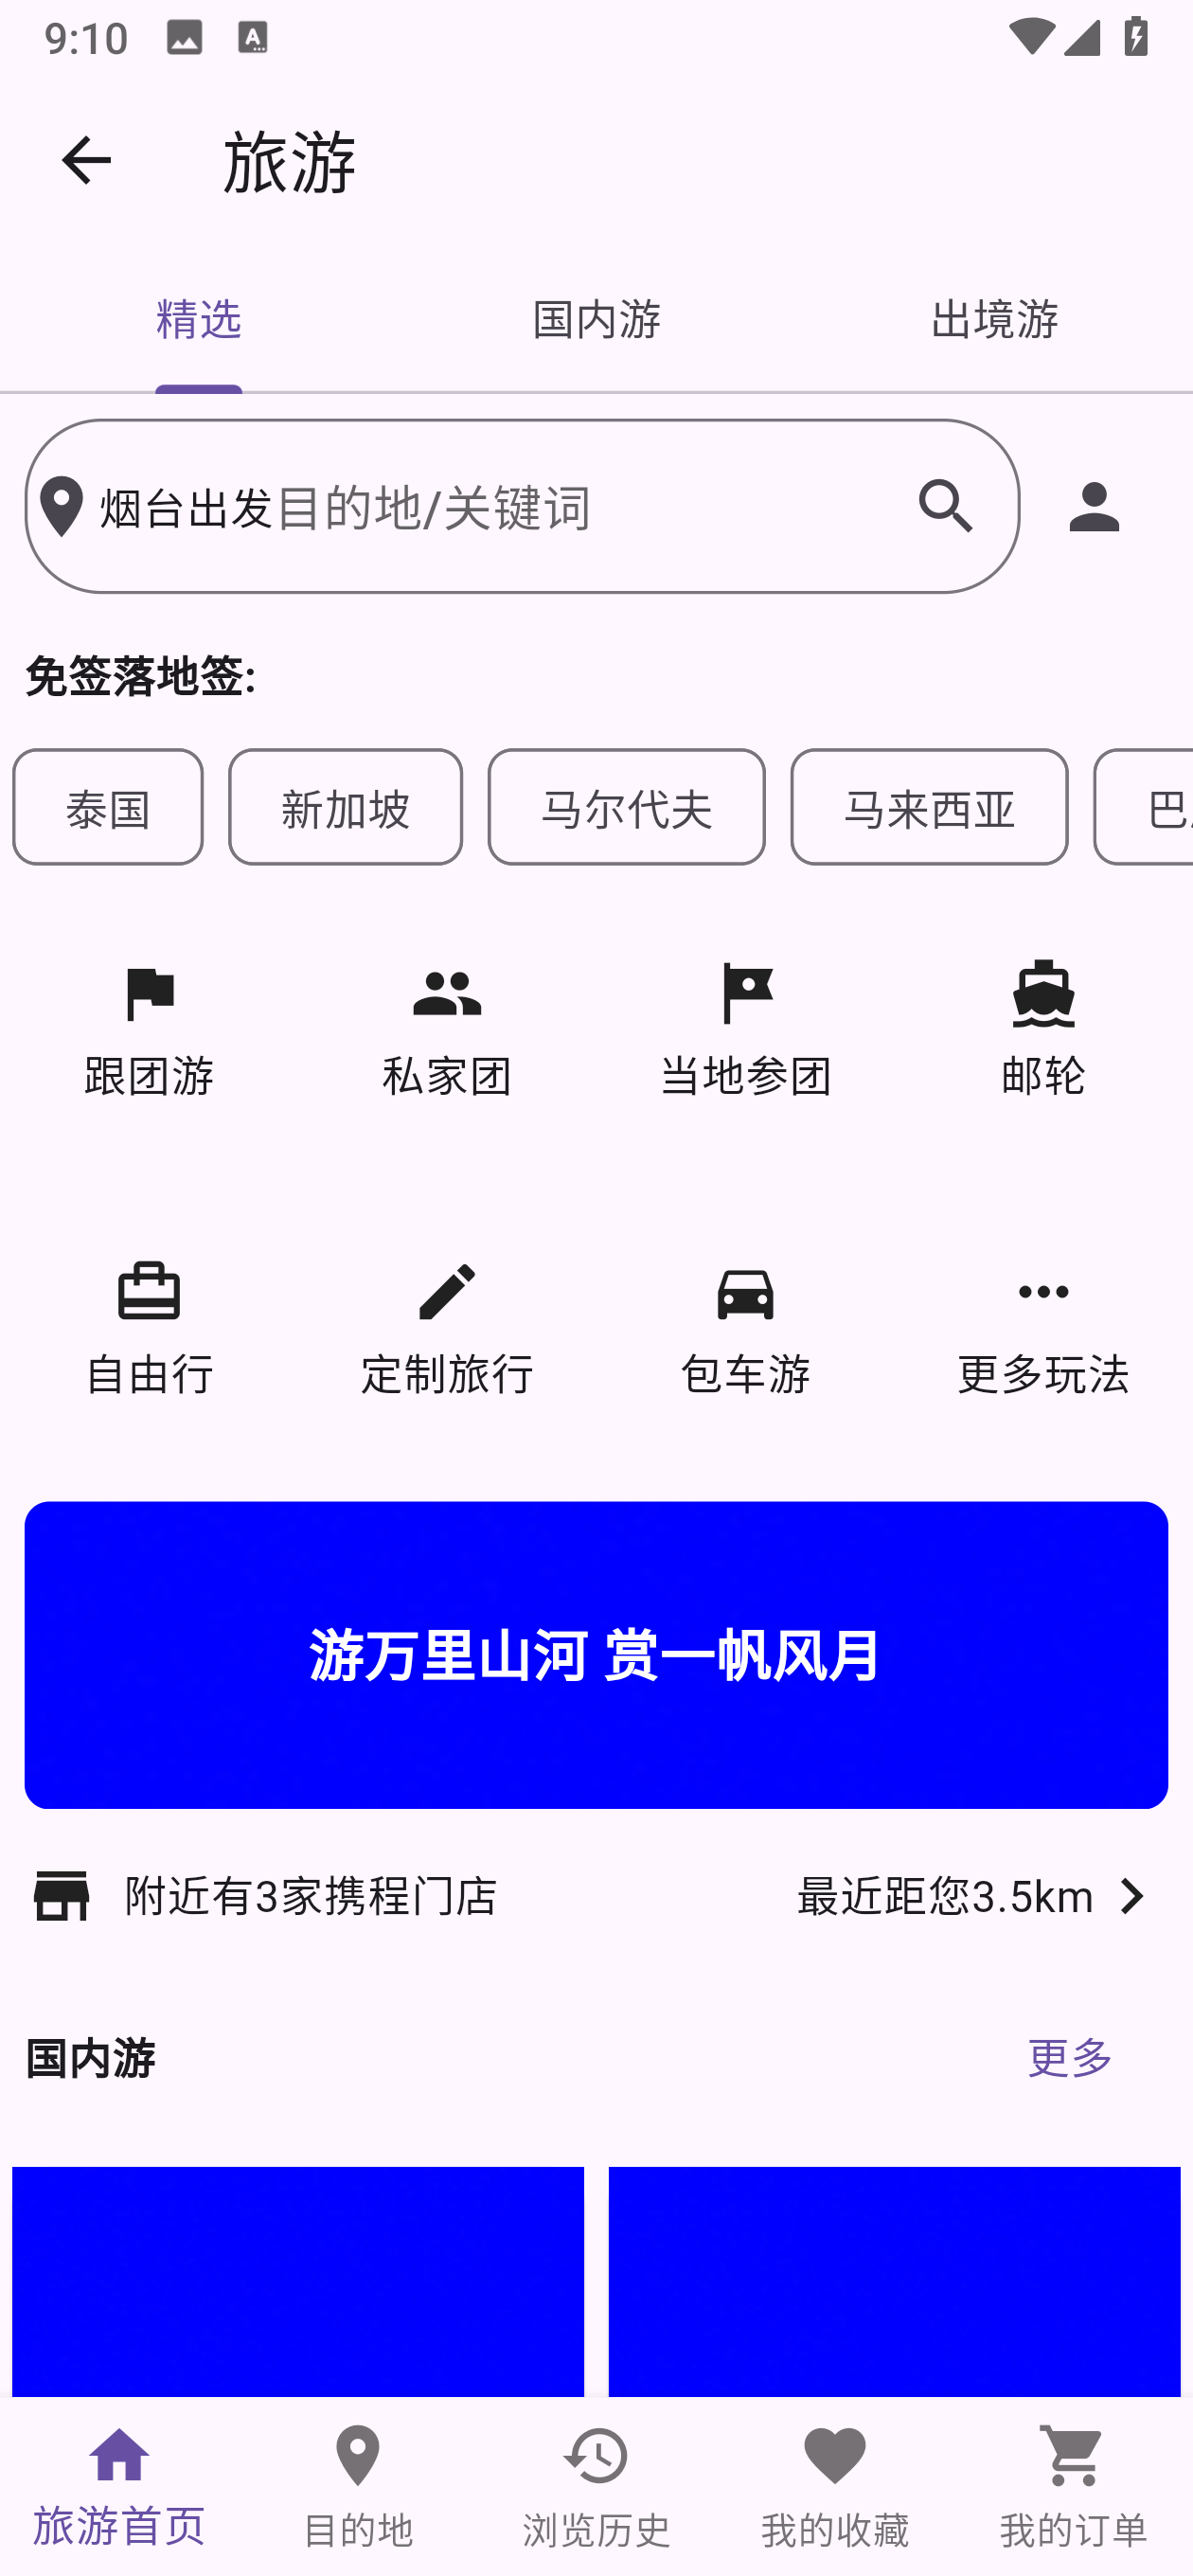 9:10
旅游
精选 国内游 出境游
烟台出发目的地/关键词
免签落地签:
泰国 新加坡 马尔代夫 马来西亚 巴
跟团游 私家团 当地参团 邮轮
自由行 定制旅行 包车游 更多玩法
游万里山河 赏一帆风月
附近有3家携程门店 最近距您3.5km
国内游 更多
旅游首页 目的地 浏览历史 我的收藏 我的订单